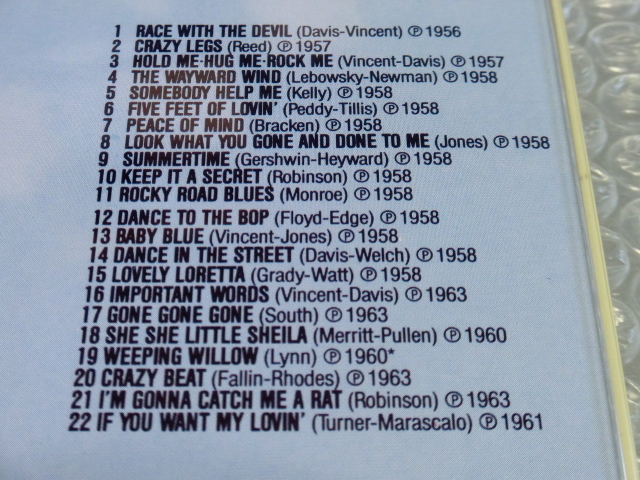 1 RACE WITH THE DEVIL (Davis-Vincent) ℗ 1956
2 CRAZY LEGS (Reed) ℗ 1957
3 HOLD ME·HUG ME·ROCK ME (Vincent-Davis) ℗ 1957
4 THE WAYWARD WIND (Lebowsky-Newman) ℗ 1958
5 SOMEBODY HELP ME (Kelly) ℗ 1958
6 FIVE FEET OF LOVIN' (Peddy-Tillis) ℗ 1958
7 PEACE OF MIND (Bracken) ℗ 1958
8 LOOK WHAT YOU GONE AND DONE TO ME (Jones) ℗ 1958
9 SUMMERTIME (Gershwin-Heyward) ℗ 1958
10 KEEP IT A SECRET (Robinson) ℗ 1958
11 ROCKY ROAD BLUES (Monroe) ℗ 1958
12 DANCE TO THE BOP (Floyd-Edge) ℗ 1958
13 BABY BLUE (Vincent-Jones) ℗ 1958
14 DANCE IN THE STREET (Davis-Welch) ℗ 1958
15 LOVELY LORETTA (Grady-Watt) ℗ 1958
16 IMPORTANT WORDS (Vincent-Davis) ℗ 1963
17 GONE GONE GONE (South) ℗ 1963
18 SHE SHE LITTLE SHEILA (Merritt-Pullen) ℗ 1960
19 WEEPING WILLOW (Lynn) ℗ 1960*
20 CRAZY BEAT (Fallin-Rhodes) ℗ 1963
21 I'M GONNA CATCH ME A RAT (Robinson) ℗ 1963
22 IF YOU WANT MY LOVIN' (Turner-Marascalo) ℗ 1961